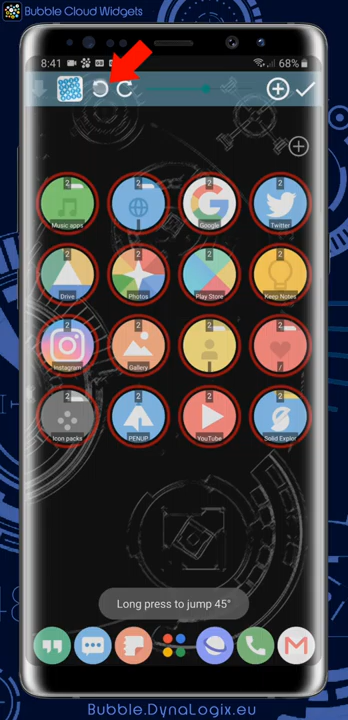 Bubble Cloud Widgets
8:41
68%
2 2 2 2
Music apps Google Twitter
2 2 2 2
Drive Photos Play Store Keep Notes
2 2 2 2
Instagram Gallery
2 2 2 2
Icon packs PENUP YouTube Solid Explor
Long press to jump 45°
Bubble.DynaLogix.eu